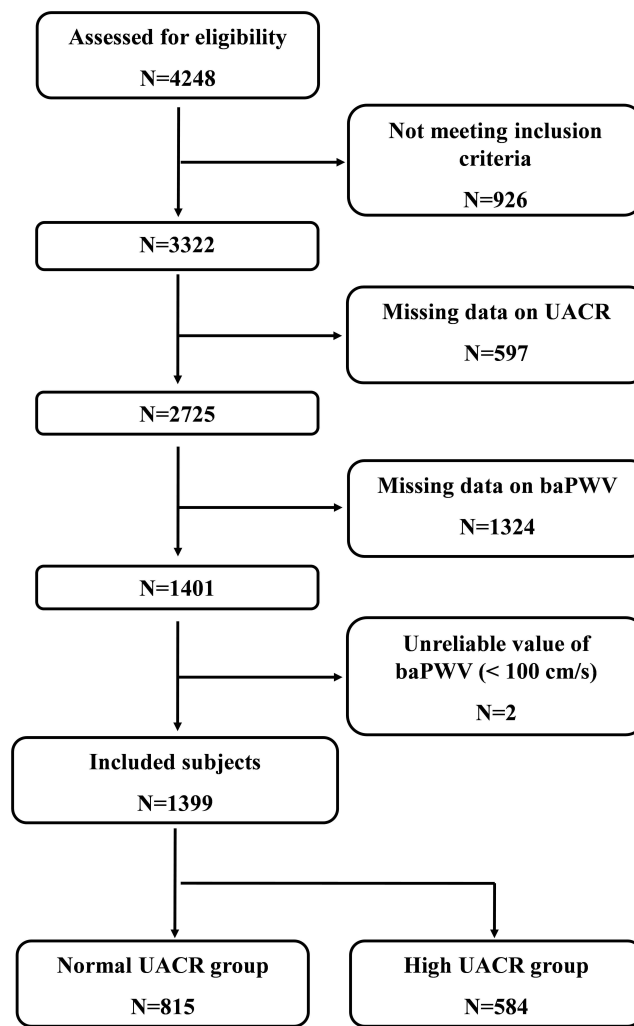 Assessed for eligibility
N=4248
Not meeting inclusion
criteria
N=926
N=3322
Missing data on UACR
N=597
N=2725
Missing data on baPWV
N=1324
N=1401
Unreliable value of
baPWV (< 100 cm/s)
N=2
Included subjects
N=1399
Normal UACR group
N=815
High UACR group
N=584